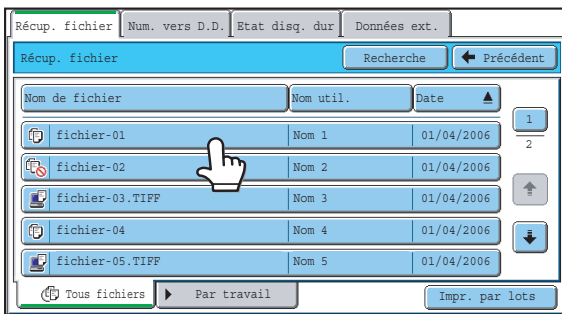 Récup. fichier Num. vers D.D. Etat disq. dur Données ext.
Récup. fichier Recherche Précédent
Nom de fichier Nom util. Date
fichier-01 Nom 1 01/04/2006
fichier-02 Nom 2 01/04/2006
fichier-03.TIFF Nom 3 01/04/2006
fichier-04 Nom 4 01/04/2006
fichier-05.TIFF Nom 5 01/04/2006
1
2
Tous fichiers Par travail Impr. par lots